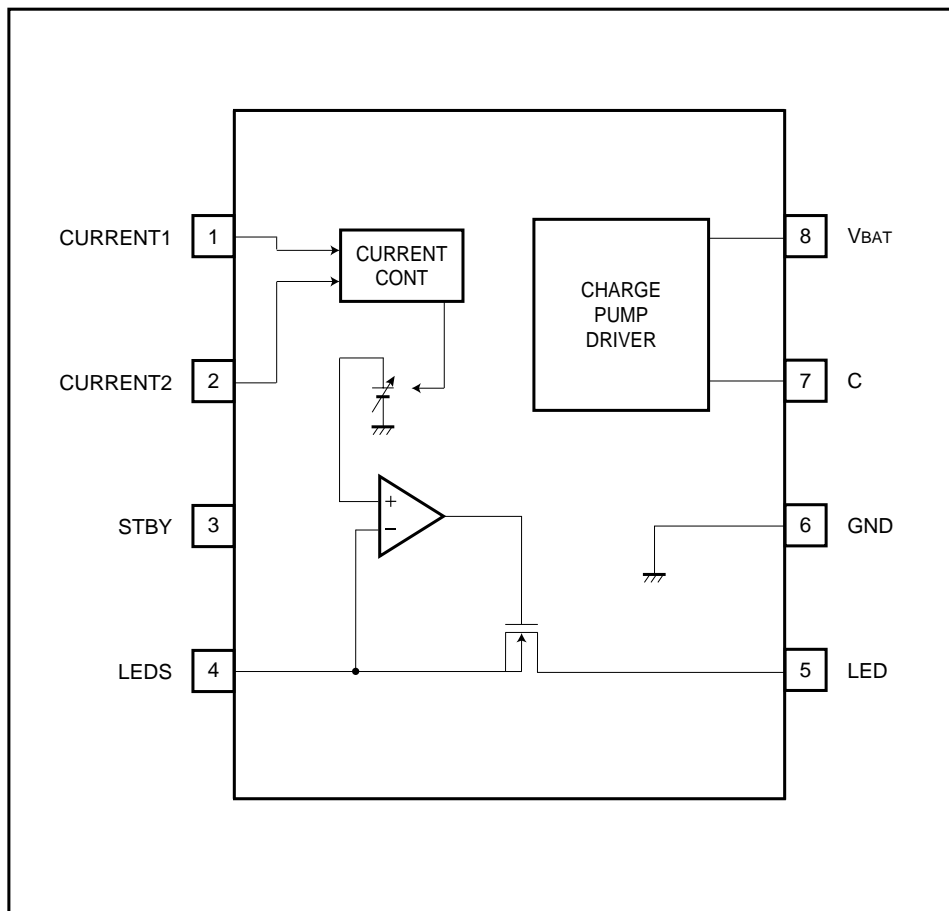 CURRENT1
1
CURRENT
CONT
CURRENT2
2
STBY
3
+
−
LEDS
4
CHARGE
PUMP
DRIVER
8
VBAT
7
C
6
GND
5
LED